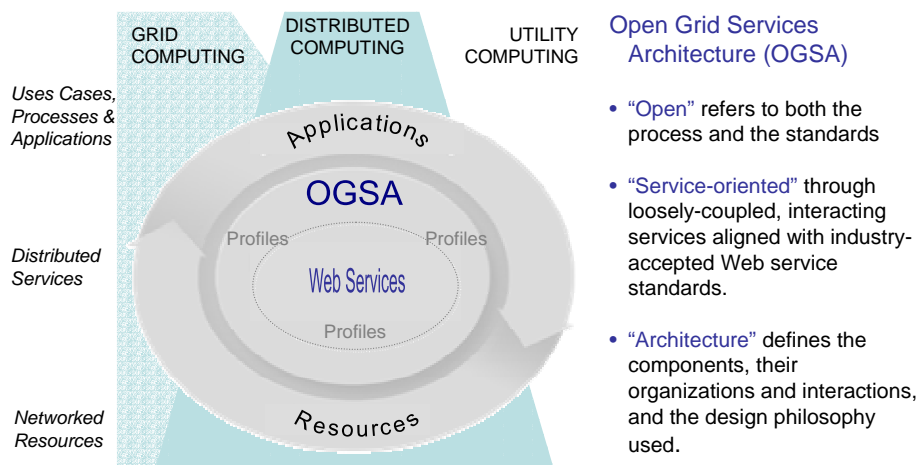 GRID
COMPUTING
DISTRIBUTED
COMPUTING
UTILITY
COMPUTING
Uses Cases,
Processes &
Applications
Distributed
Services
Networked
Resources
Applications
OGSA
Profiles
Profiles
Web Services
Profiles
Resources
Open Grid Services
Architecture (OGSA)
• “Open” refers to both the
process and the standards
• “Service-oriented” through
loosely-coupled, interacting
services aligned with industry-
accepted Web service
standards.
• “Architecture” defines the
components, their
organizations and interactions,
and the design philosophy
used.